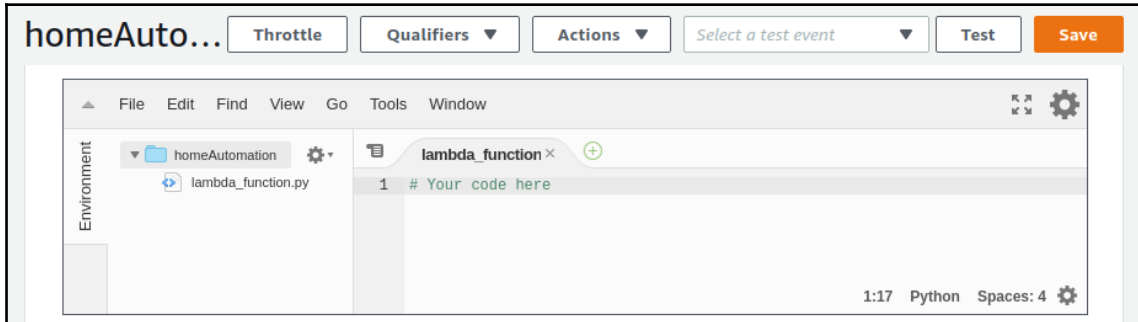 homeAuto... Throttle Qualifiers Actions Select a test event Test Save
File Edit Find View Go Tools Window
Environment
homeAutomation
lambda_function.py
lambda_function
1 # Your code here
1:17 Python Spaces: 4